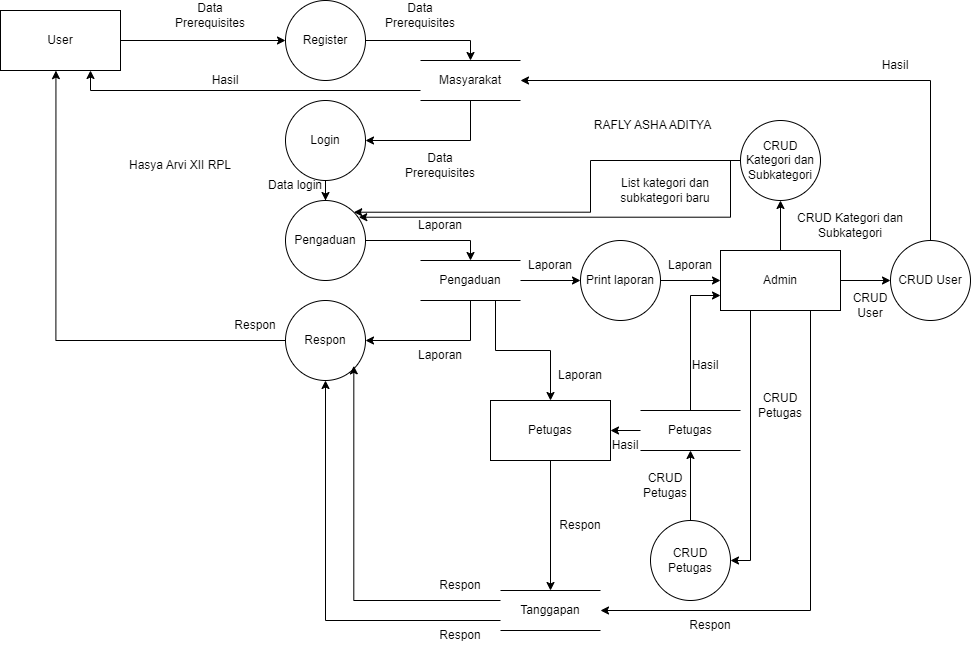 Data
Prerequisites
Data
Prerequisites
User
Register
Hasil
Hasil
Masyarakat
RAFLY ASHA ADITYA
Login
CRUD
Kategori dan
Subkategori
Data
Prerequisites
Hasya Arvi XII RPL
Data login
List kategori dan
subkategori baru
Laporan
CRUD Kategori dan
Subkategori
Pengaduan
Laporan
Laporan
Pengaduan
Print laporan
Admin
CRUD User
CRUD
User
Respon
Respon
Laporan
Hasil
Laporan
CRUD
Petugas
Petugas
Petugas
Hasil
CRUD
Petugas
Respon
CRUD
Petugas
Respon
Tanggapan
Respon
Respon